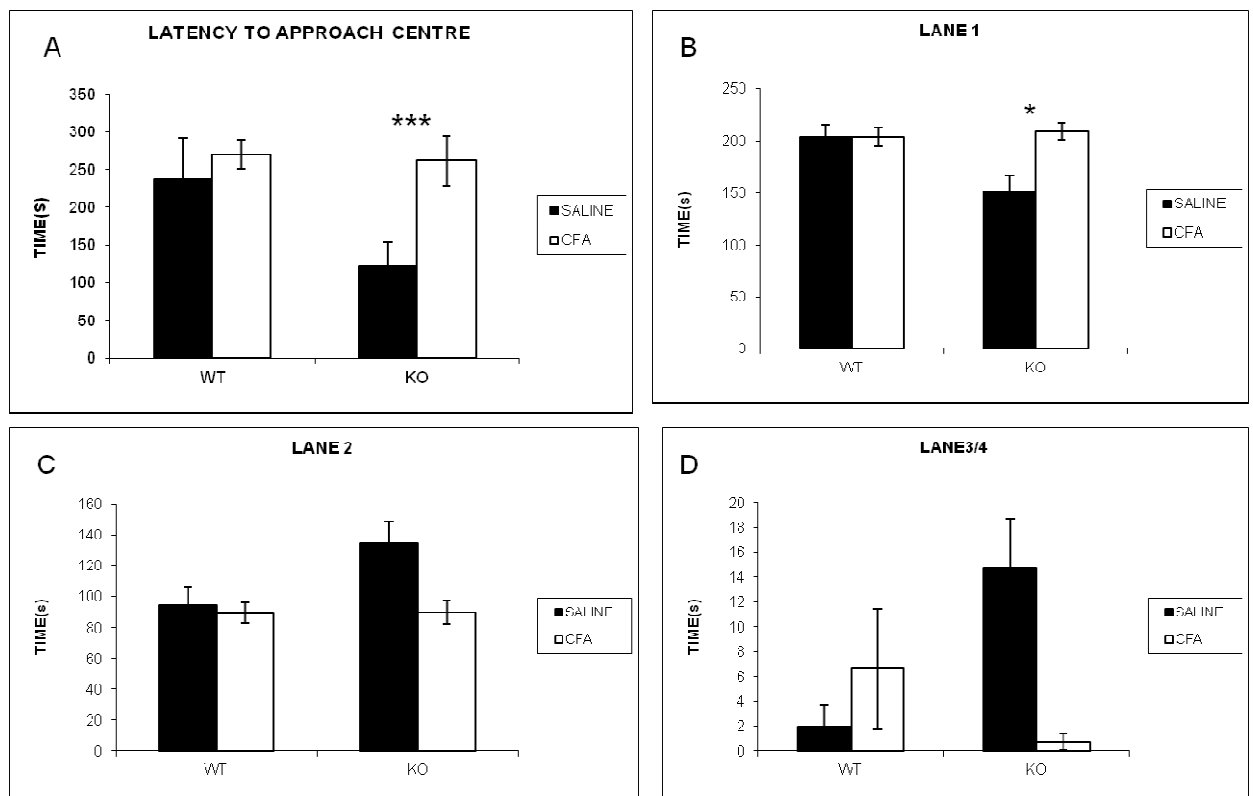 A
LATENCY TO APPROACH CENTRE
TIME(S)
350
300
250
200
150
100
50
0
***
WT
KO
SALINE
CFA
B
LANE 1
TIME(s)
250
200
150
100
50
0
*
WT
KO
SALINE
CFA
C
LANE 2
TIME(s)
160
140
120
100
80
60
40
20
0
WT
KO
SALINE
CFA
D
LANE3/4
TIME(s)
20
18
16
14
12
10
8
6
4
2
0
WT
KO
SALINE
CFA